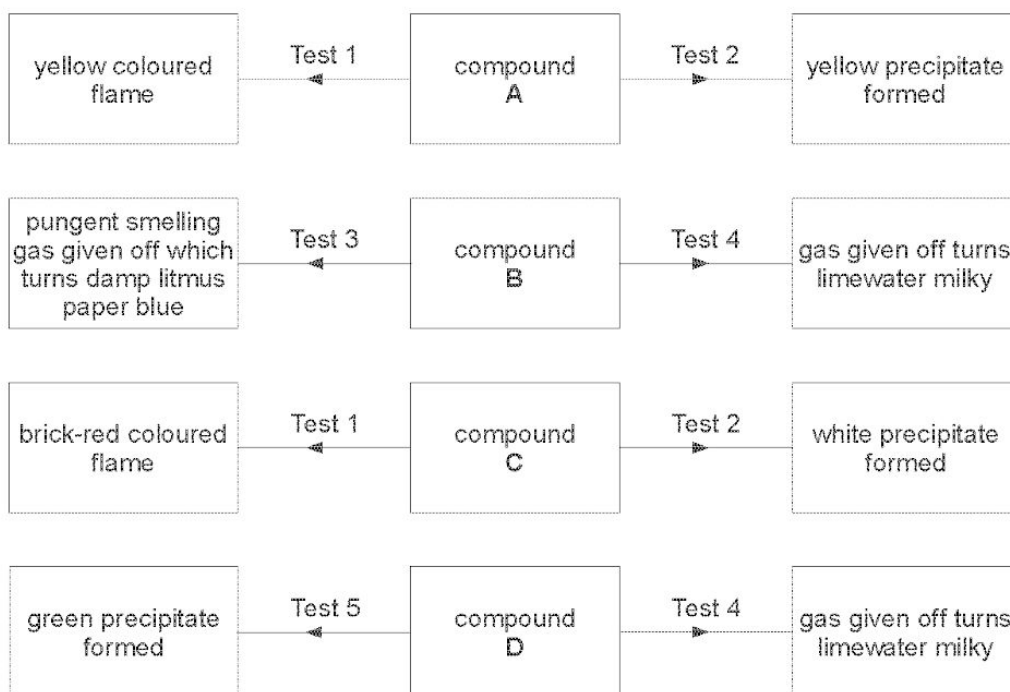 yellow coloured
flame
Test 1
compound
A
Test 2
yellow precipitate
formed
pungent smelling
gas given off which
turns damp litmus
paper blue
Test 3
compound
B
Test 4
gas given off turns
limewater milky
brick-red coloured
flame
Test 1
compound
C
Test 2
white precipitate
formed
green precipitate
formed
Test 5
compound
D
Test 4
gas given off turns
limewater milky